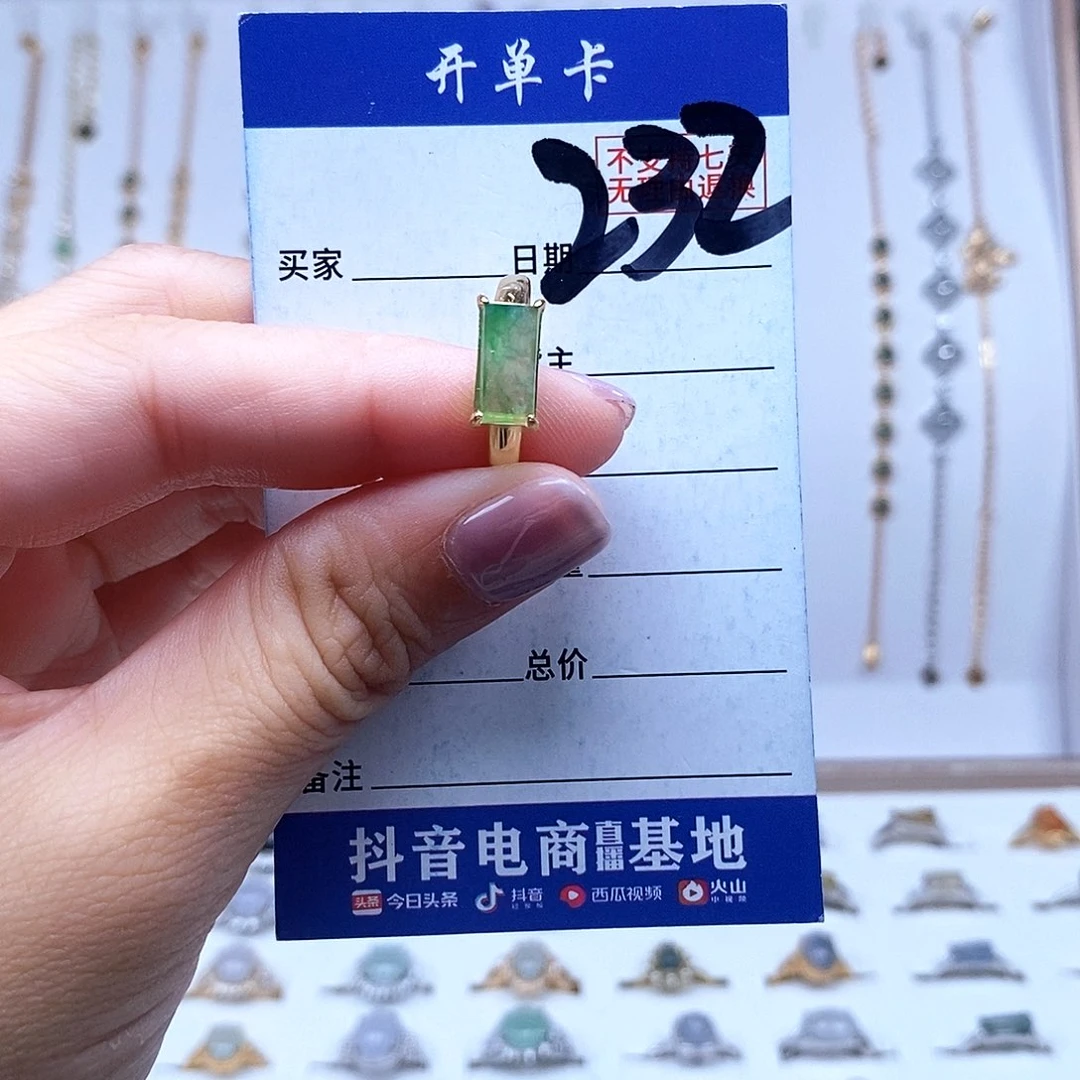 开单卡
232
不支持七天
无理由退换
买家 日期
主
总价
备注
抖音电商直播基地
头条 今日头条 抖音 西瓜视频 火山